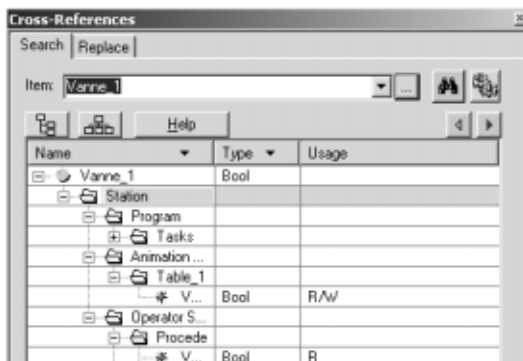 Cross-References
Search Replace
Item: Vanne_1 ...
Help
Name Type Usage
Vanne_1 Bool
Station
Program
Tasks
Animation ...
Table_1
V... Bool R/W
Operator S...
Procede
V... Bool R